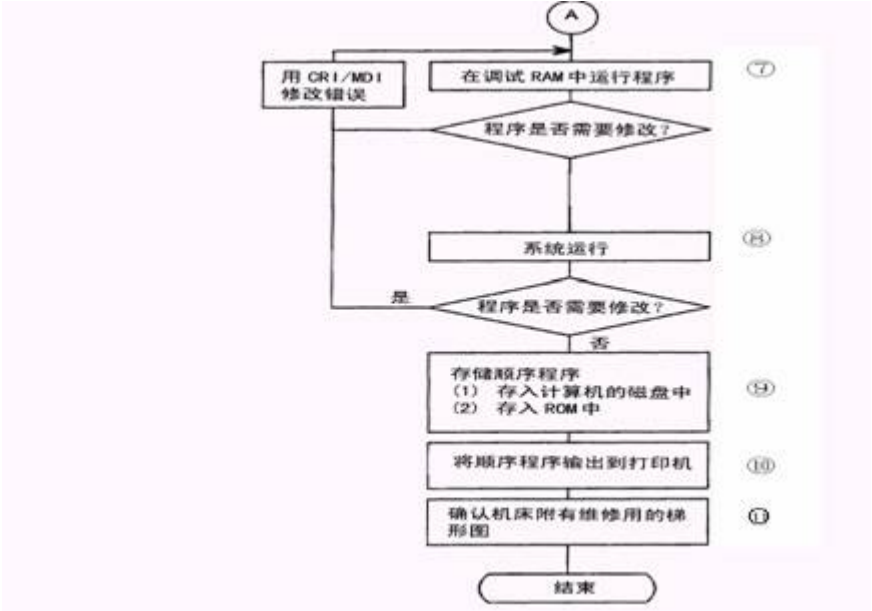 A
用 CRI/MDI
修改错误
在调试 RAM 中运行程序
⑦
程序是否需要修改?
系统运行
⑧
是
程序是否需要修改?
否
存储顺序程序
(1) 存入计算机的磁盘中
(2) 存入 ROM 中
⑨
将顺序程序输出到打印机
⑩
确认机床附有维修用的梯
形图
⑪
结束